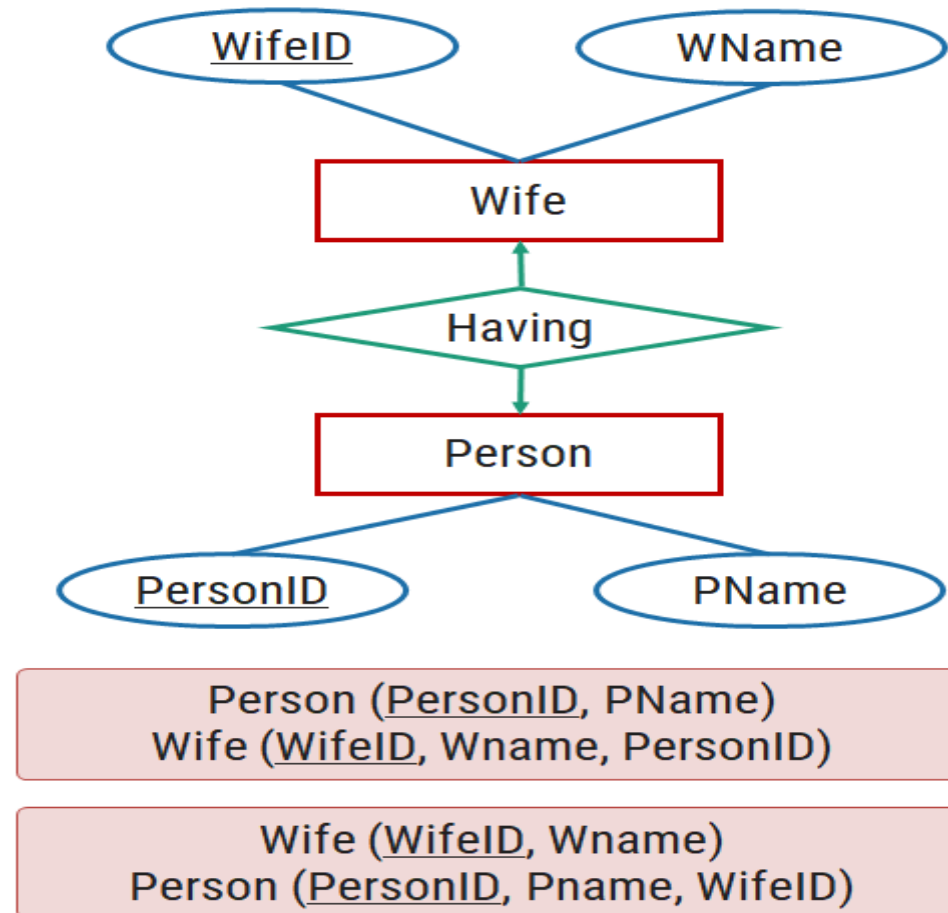 WifeID WName
Wife
Having
Person
PersonID PName
Person (PersonID, PName)
Wife (WifeID, Wname, PersonID)
Wife (WifeID, Wname)
Person (PersonID, Pname, WifeID)